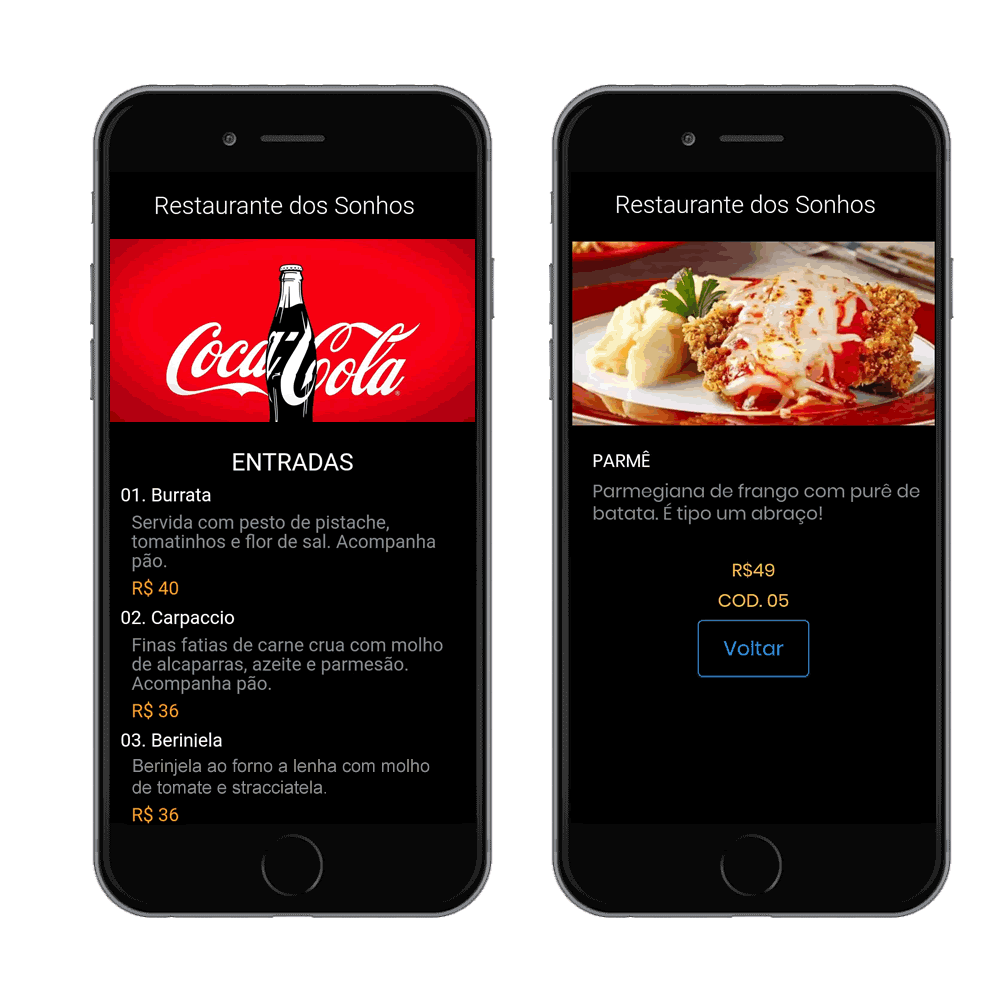 Restaurante dos Sonhos
Coca-Cola
ENTRADAS
01. Burrata
Servida com pesto de pistache,
tomatinhos e flor de sal. Acompanha
pão.
R$ 40
02. Carpaccio
Finas fatias de carne crua com molho
de alcaparras, azeite e parmesão.
Acompanha pão.
R$ 36
03. Beriniela
Berinjela ao forno a lenha com molho
de tomate e stracciatela.
R$ 36
Restaurante dos Sonhos
PARMÊ
Parmegiana de frango com purê de
batata. É tipo um abraço!
R$49
COD. 05
Voltar